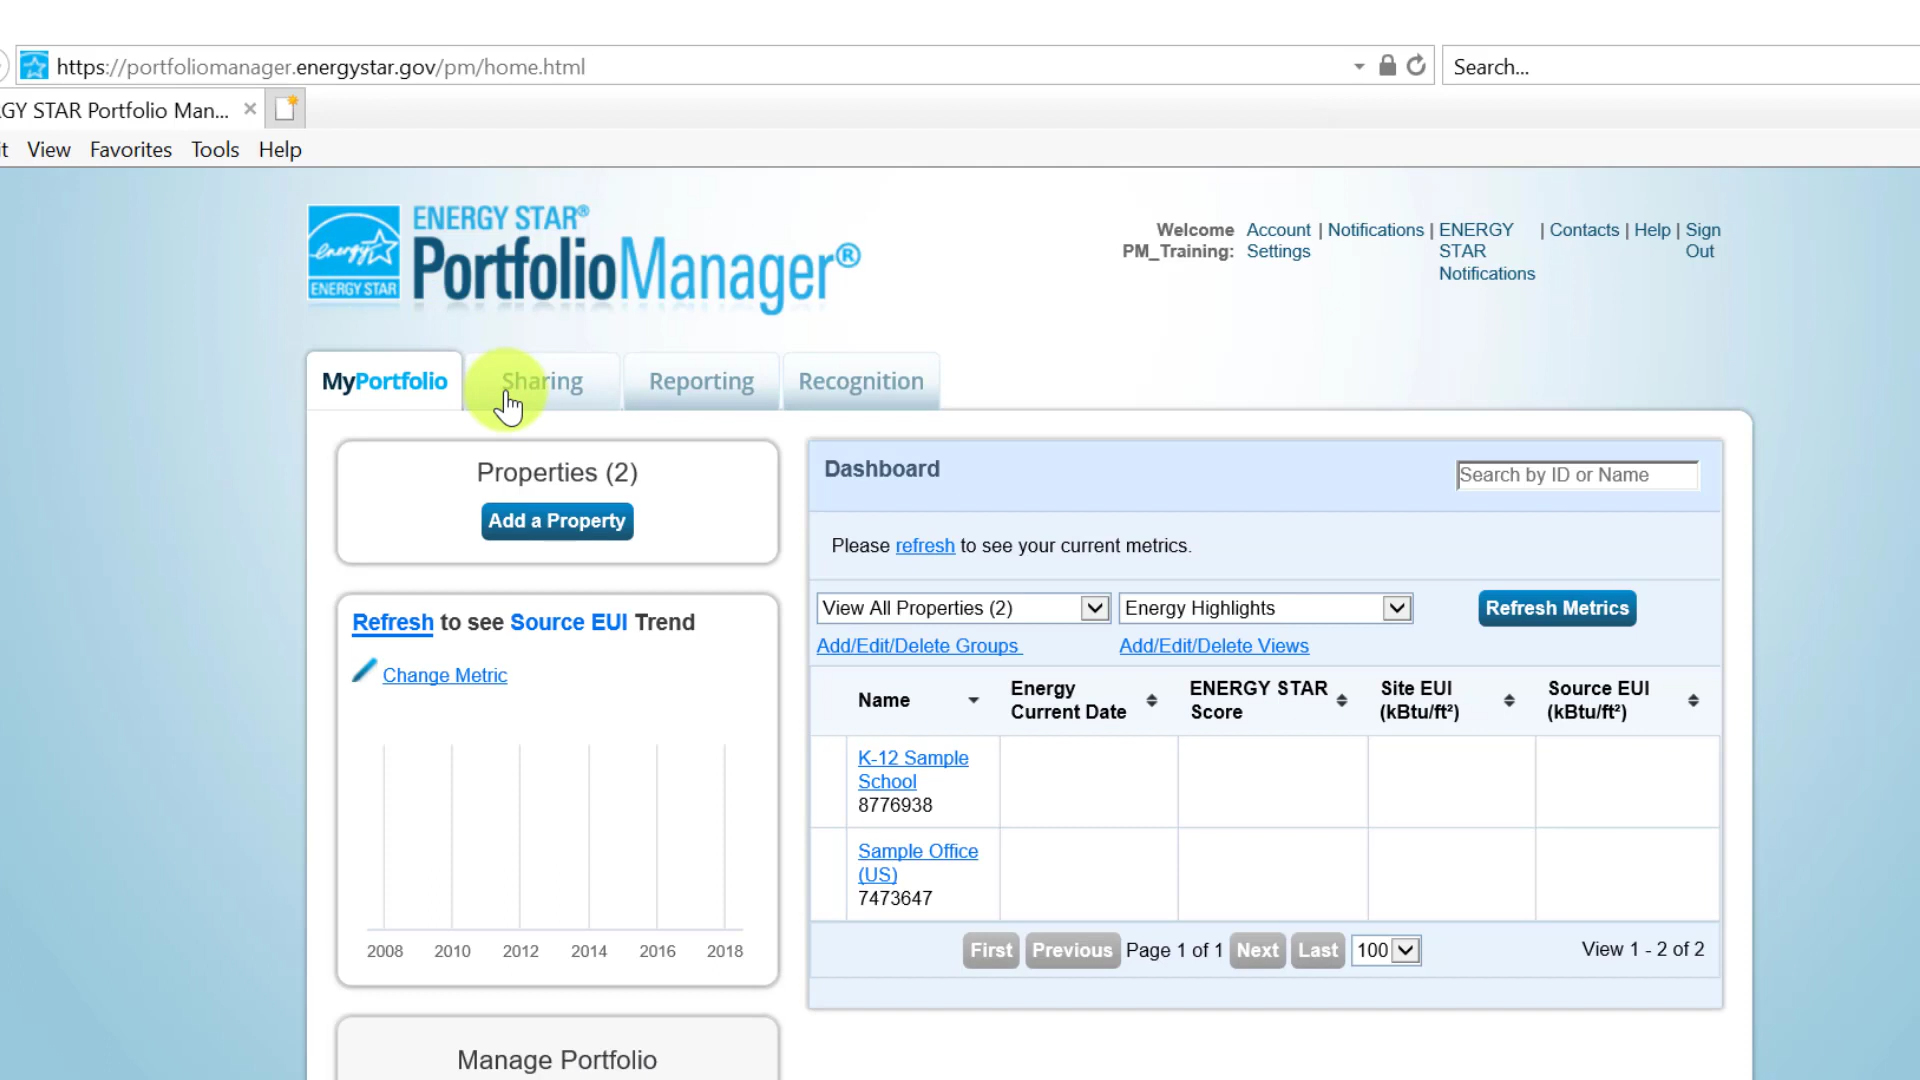 https://portfoliomanager.energystar.gov/pm/home.html
Search...
GY STAR Portfolio Man...
t View Favorites Tools Help
energy
ENERGY STAR
ENERGY STAR®
PortfolioManager®
Welcome PM_Training:
Account Settings | Notifications | ENERGY STAR Notifications | Contacts | Help | Sign Out
MyPortfolio Sharing Reporting Recognition
Properties (2)
Add a Property
Refresh to see Source EUI Trend
Change Metric
2008 2010 2012 2014 2016 2018
Manage Portfolio
Dashboard
Search by ID or Name
Please refresh to see your current metrics.
View All Properties (2) Energy Highlights Refresh Metrics
Add/Edit/Delete Groups Add/Edit/Delete Views
Name Energy Current Date ENERGY STAR Score Site EUI (kBtu/ft²) Source EUI (kBtu/ft²)
K-12 Sample
School
8776938
Sample Office
(US)
7473647
First Previous Page 1 of 1 Next Last 100 View 1 - 2 of 2